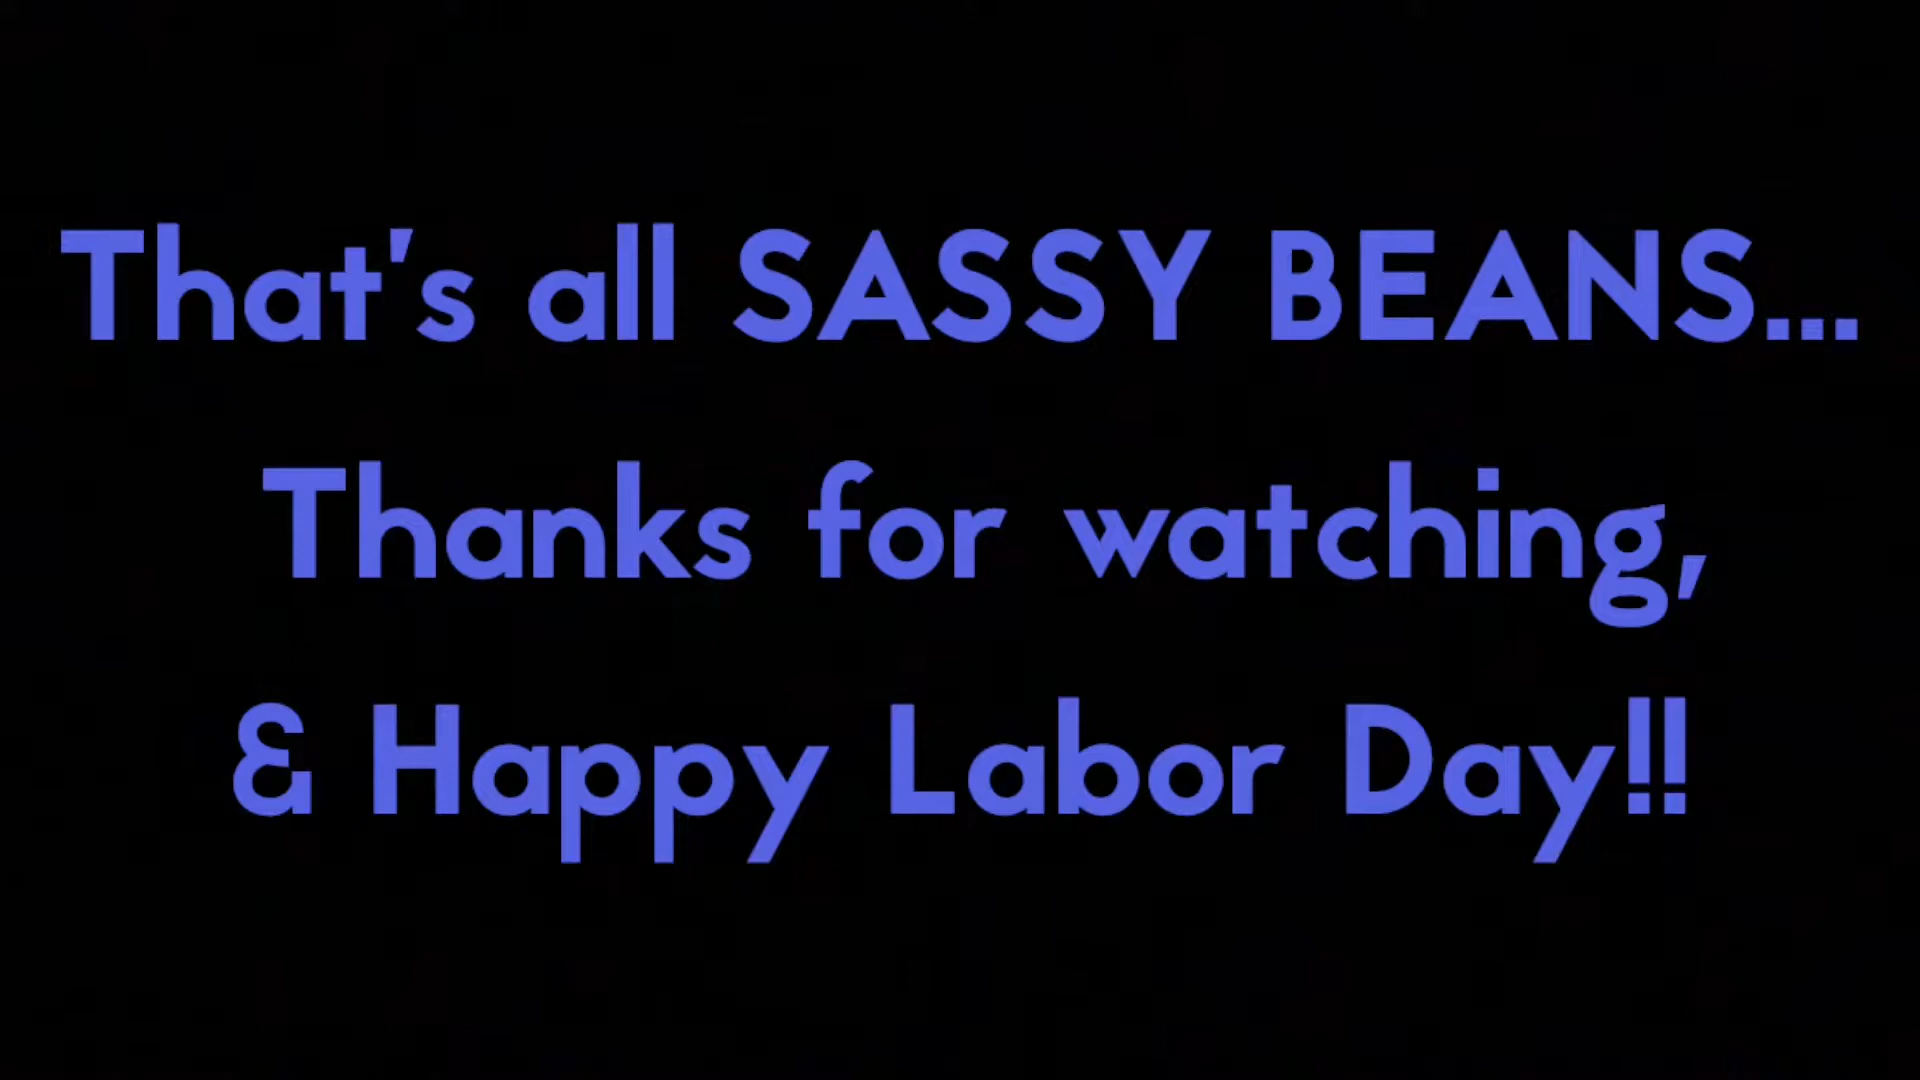 That's all SASSY BEANS...
Thanks for watching,
& Happy Labor Day!!